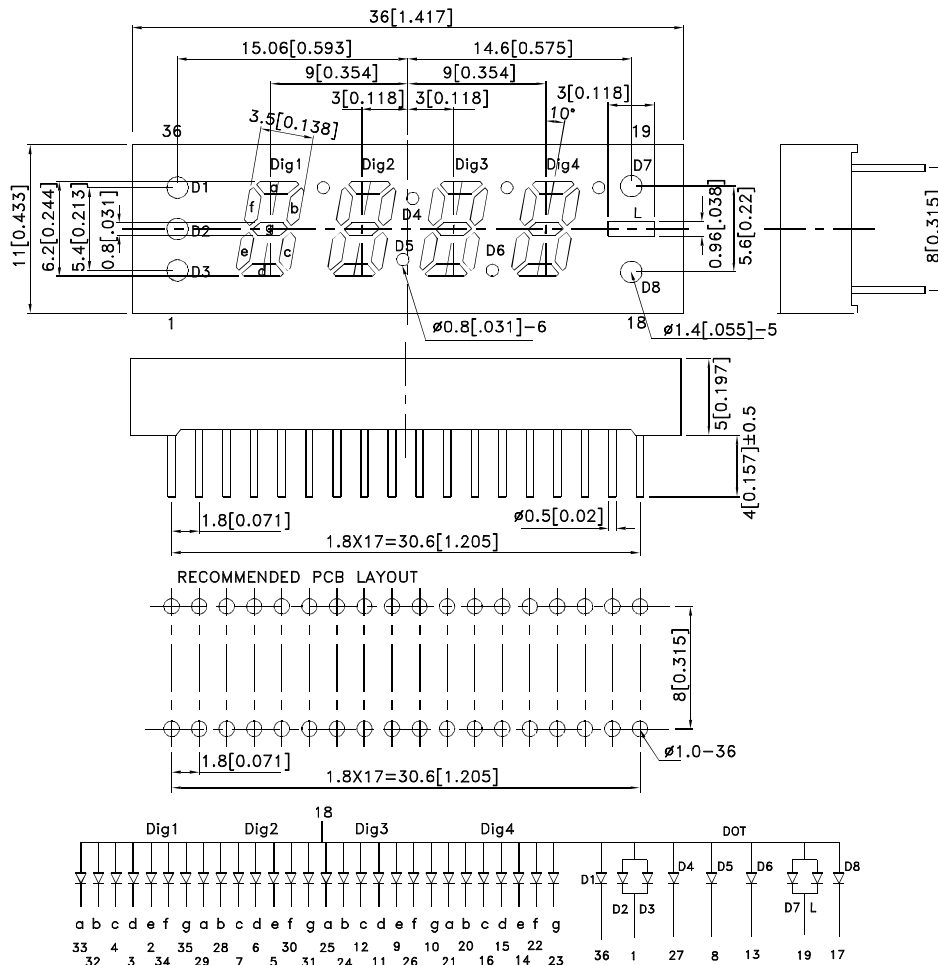 36[1.417]
15.06[0.593]
14.6[0.575]
9[0.354]
9[0.354]
3[0.118]
3[0.118]
3[0.118]
3.5[0.138]
10°
36
19
Dig1
Dig2
Dig3
Dig4
D7
D1
a
f
b
D4
L
D2
g
D5
e
c
D6
D3
d
D8
11[0.433]
6.2[0.244]
5.4[0.213]
0.8[.031]
0.96[.038]
5.6[0.22]
8[0.315]
1
18
ø0.8[.031]-6
ø1.4[.055]-5
5[0.197]
4[0.157]±0.5
1.8[0.071]
ø0.5[0.02]
1.8X17=30.6[1.205]
RECOMMENDED PCB LAYOUT
8[0.315]
ø1.0-36
1.8[0.071]
1.8X17=30.6[1.205]
18
Dig1 Dig2 Dig3 Dig4 DOT
D1 D4 D5 D6 D8
D2 D3 D7 L
a b c d e f g a b c d e f g a b c d e f g a b c d e f g
33 4 2 35 28 6 30 25 12 9 10 20 15 22 36 1 27 8 13 19 17
32 3 34 29 7 5 31 24 11 26 21 16 14 23